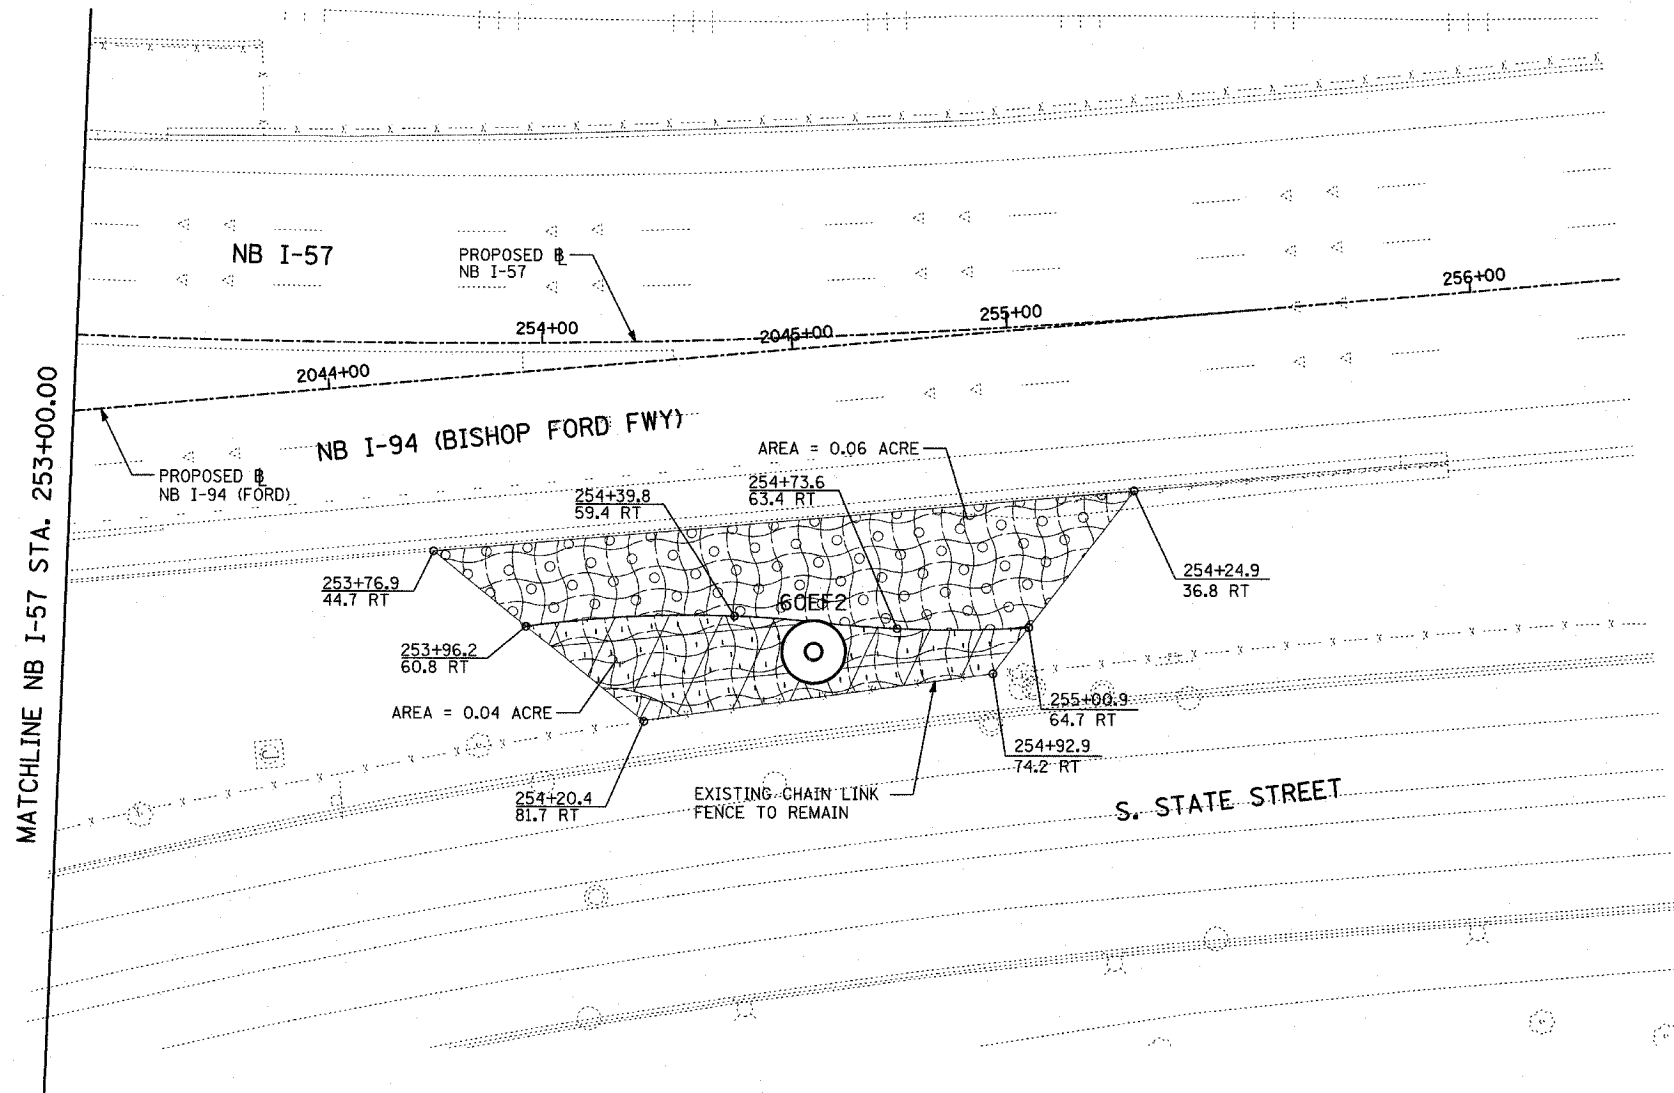 NB I-57
PROPOSED ℄
NB I-57
254+00
2045+00
255+00
256+00
2044+00
MATCHLINE NB I-57 STA. 253+00.00
NB I-94 (BISHOP FORD FWY)
PROPOSED
NB I-94 (FORD)
AREA = 0.06 ACRE
254+39.8
59.4 RT
254+73.6
63.4 RT
253+76.9
44.7 RT
254+24.9
36.8 RT
60EF2
253+96.2
60.8 RT
AREA = 0.04 ACRE
255+00.9
64.7 RT
254+92.9
74.2 RT
254+20.4
81.7 RT
EXISTING CHAIN LINK
FENCE TO REMAIN
S. STATE STREET